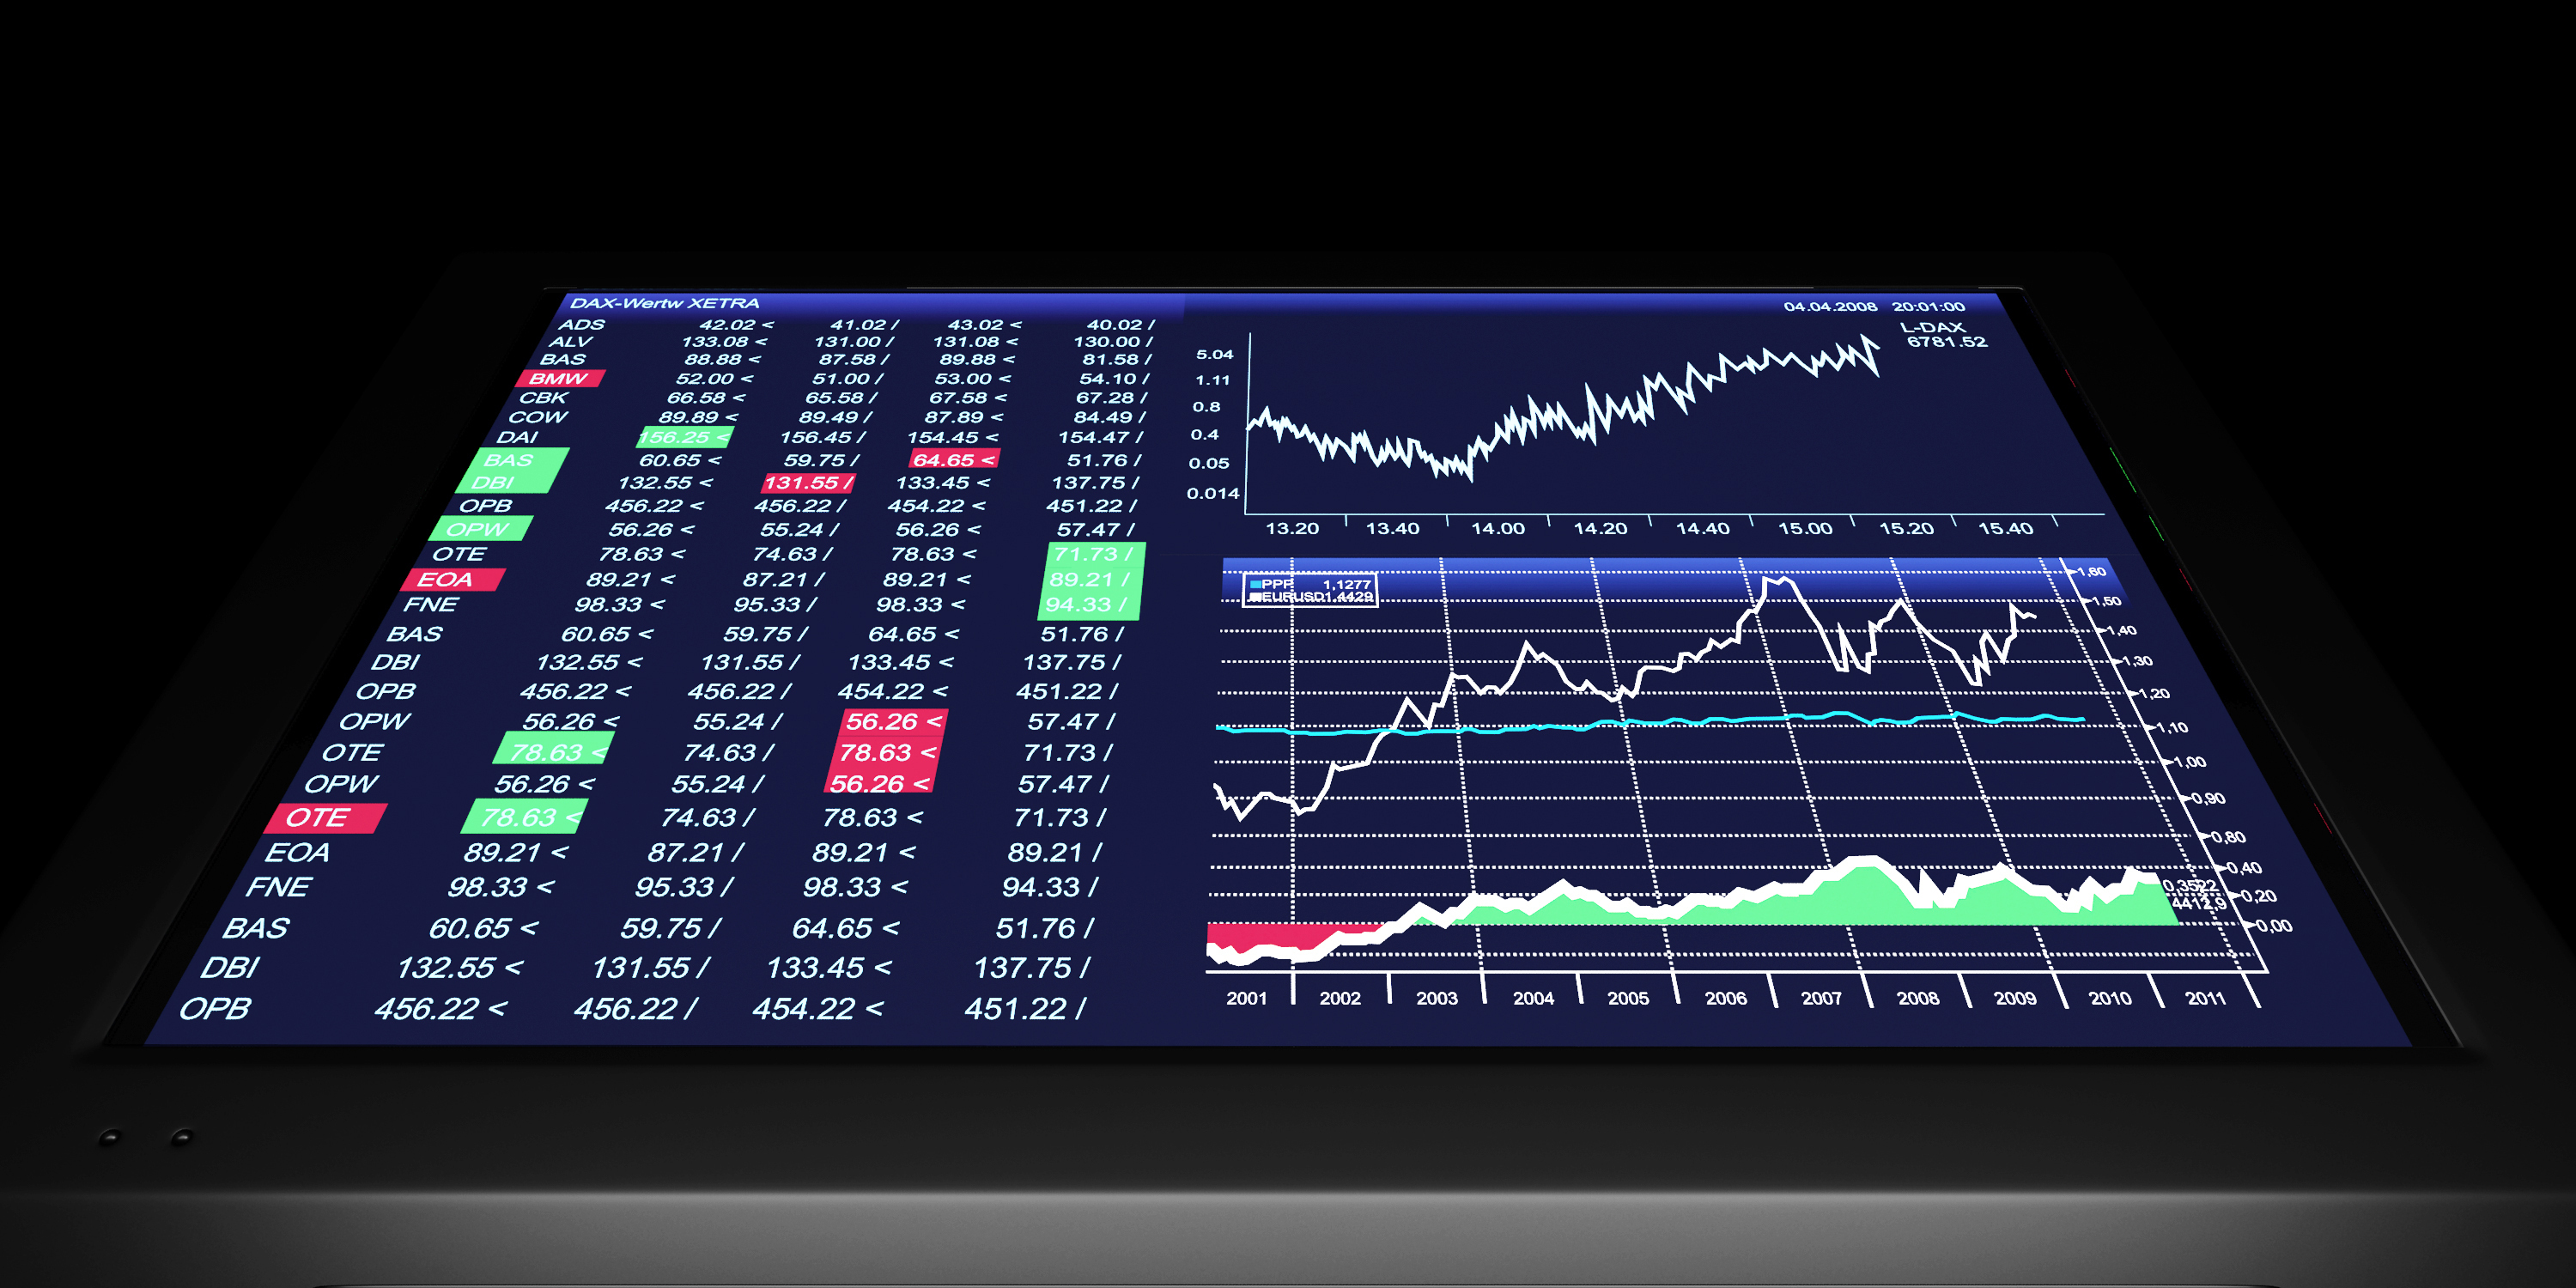 DAX-Wertw XETRA
04.04.2008 20:01:00
ADS 42.02 < 41.02 / 43.02 < 40.02 /
ALV 133.08 < 131.00 / 131.08 < 130.00 /
BAS 88.88 < 87.58 / 89.88 < 81.58 /
BMW 52.00 < 51.00 / 53.00 < 54.10 /
CBK 66.58 < 65.58 / 67.58 < 67.28 /
COW 89.89 < 89.49 / 87.89 < 84.49 /
DAI 156.25 < 156.45 / 154.45 < 154.47 /
BAS 60.65 < 59.75 / 64.65 < 51.76 /
DBI 132.55 < 131.55 / 133.45 < 137.75 /
OPB 456.22 < 456.22 / 454.22 < 451.22 /
OPW 56.26 < 55.24 / 56.26 < 57.47 /
OTE 78.63 < 74.63 / 78.63 < 71.73 /
EOA 89.21 < 87.21 / 89.21 < 89.21 /
FNE 98.33 < 95.33 / 98.33 < 94.33 /
BAS 60.65 < 59.75 / 64.65 < 51.76 /
DBI 132.55 < 131.55 / 133.45 < 137.75 /
OPB 456.22 < 456.22 / 454.22 < 451.22 /
OPW 56.26 < 55.24 / 56.26 < 57.47 /
OTE 78.63 < 74.63 / 78.63 < 71.73 /
OPW 56.26 < 55.24 / 56.26 < 57.47 /
OTE 78.63 < 74.63 / 78.63 < 71.73 /
EOA 89.21 < 87.21 / 89.21 < 89.21 /
FNE 98.33 < 95.33 / 98.33 < 94.33 /
BAS 60.65 < 59.75 / 64.65 < 51.76 /
DBI 132.55 < 131.55 / 133.45 < 137.75 /
OPB 456.22 < 456.22 / 454.22 < 451.22 /
L-DAX
6781.52
5.04
1.11
0.8
0.4
0.05
0.014
13.20 13.40 14.00 14.20 14.40 15.00 15.20 15.40
PPP 1,1277
EURUSD1,4429
1,60
1,50
1,40
1,30
1,20
1,10
1,00
0,90
0,80
0,40
0,3522
0,20
4412,9
0,00
2001 2002 2003 2004 2005 2006 2007 2008 2009 2010 2011